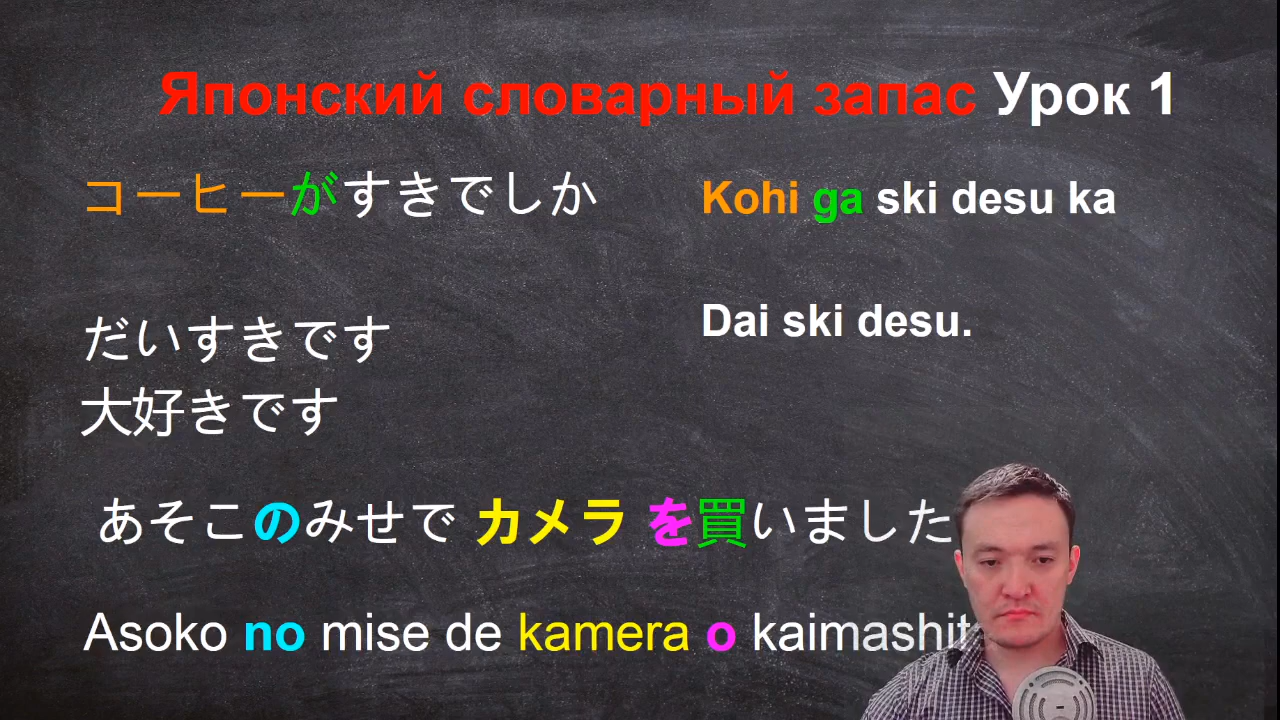 Японский словарный запас Урок 1
コーヒーがすきでしか
Kohi ga ski desu ka
だいすきです
Dai ski desu.
大好きです
あそこのみせで カメラ を買いました
Asoko no mise de kamera o kaimashit